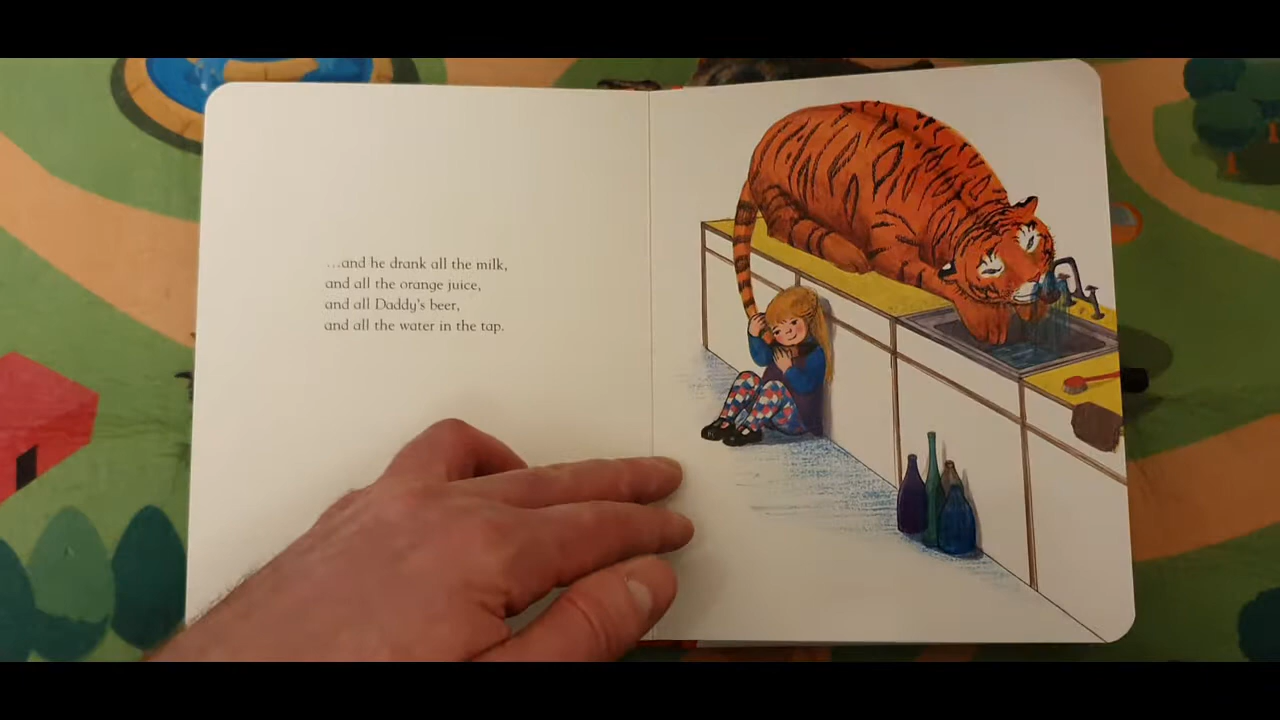 ...and he drank all the milk,
and all the orange juice,
and all Daddy's beer,
and all the water in the tap.